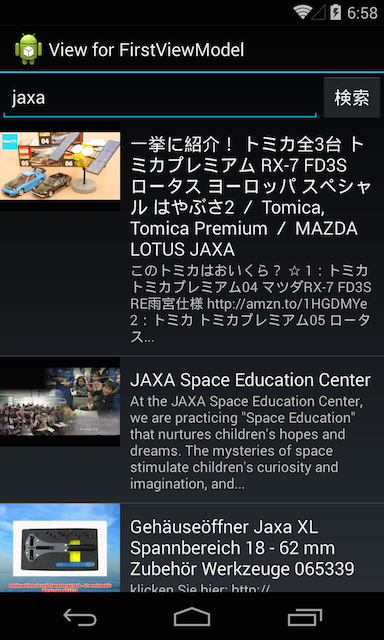 6:58
View for FirstViewModel
jaxa
検索
一挙に紹介！ トミカ全3台 ト
ミカプレミアム RX-7 FD3S
ロータス ヨーロッパ スペシャ
ル はやぶさ2 ／ Tomica,
Tomica Premium ／ MAZDA
LOTUS JAXA
このトミカはおいくら？ ☆ 1：トミカ
トミカプレミアム04 マツダRX-7 FD3S
RE雨宮仕様 http://amzn.to/1HGDMYe
2：トミカ トミカプレミアム05 ロータ
ス...
JAXA Space Education Center
At the JAXA Space Education Center,
we are practicing "Space Education"
that nurtures children's hopes and
dreams. The mysteries of space
stimulate children's curiosity and
imagination, and...
Gehäuseöffner Jaxa XL
Spannbereich 18 - 62 mm
Zubehör Werkzeuge 065339
klicken Sie hier: http://